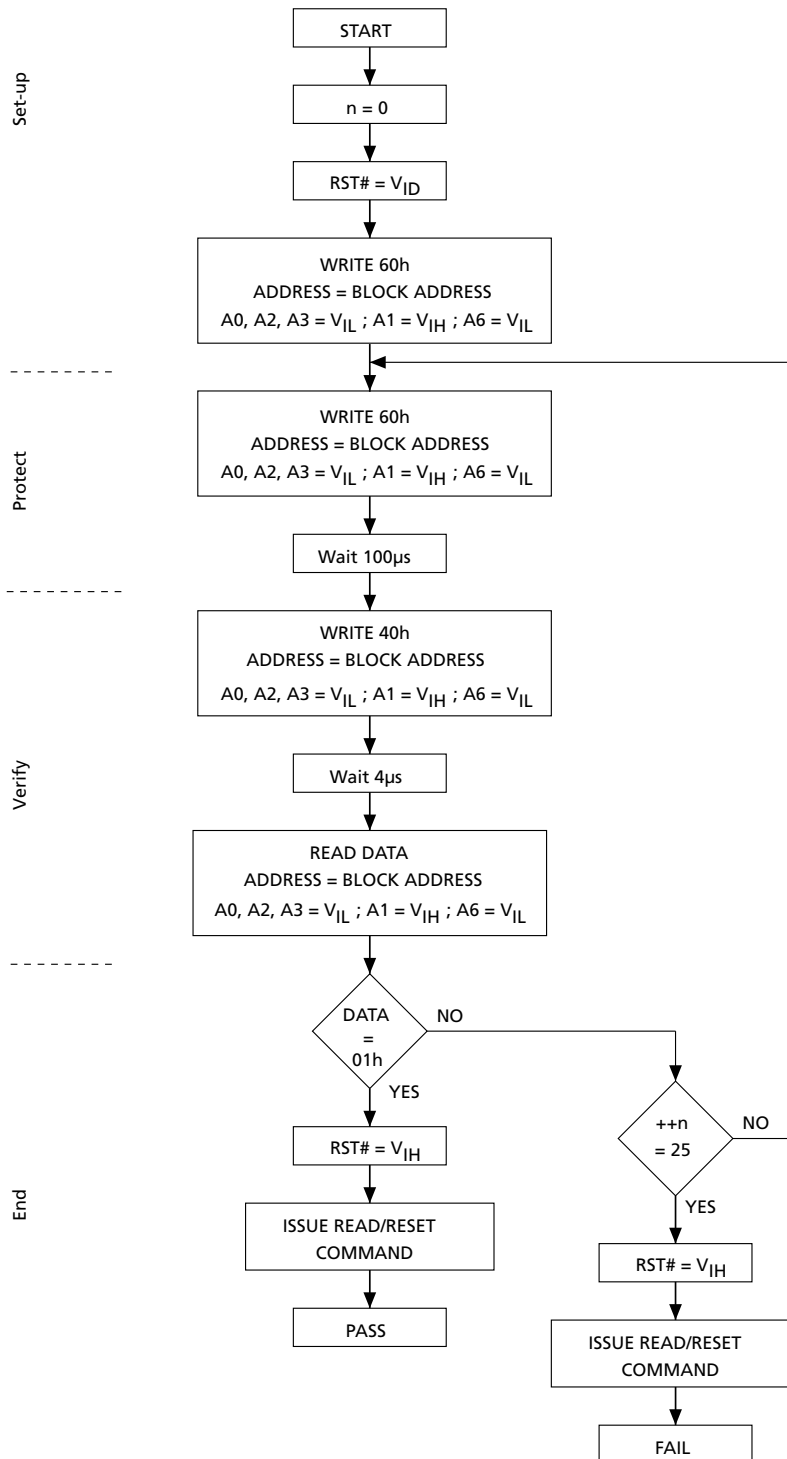 Set-up
START
n = 0
RST# = VID
WRITE 60h
ADDRESS = BLOCK ADDRESS
A0, A2, A3 = VIL ; A1 = VIH ; A6 = VIL
Protect
WRITE 60h
ADDRESS = BLOCK ADDRESS
A0, A2, A3 = VIL ; A1 = VIH ; A6 = VIL
Wait 100µs
Verify
WRITE 40h
ADDRESS = BLOCK ADDRESS
A0, A2, A3 = VIL ; A1 = VIH ; A6 = VIL
Wait 4µs
READ DATA
ADDRESS = BLOCK ADDRESS
A0, A2, A3 = VIL ; A1 = VIH ; A6 = VIL
End
DATA
=
01h
NO
YES
++n
= 25
NO
YES
RST# = VIH
ISSUE READ/RESET
COMMAND
PASS
RST# = VIH
ISSUE READ/RESET
COMMAND
FAIL